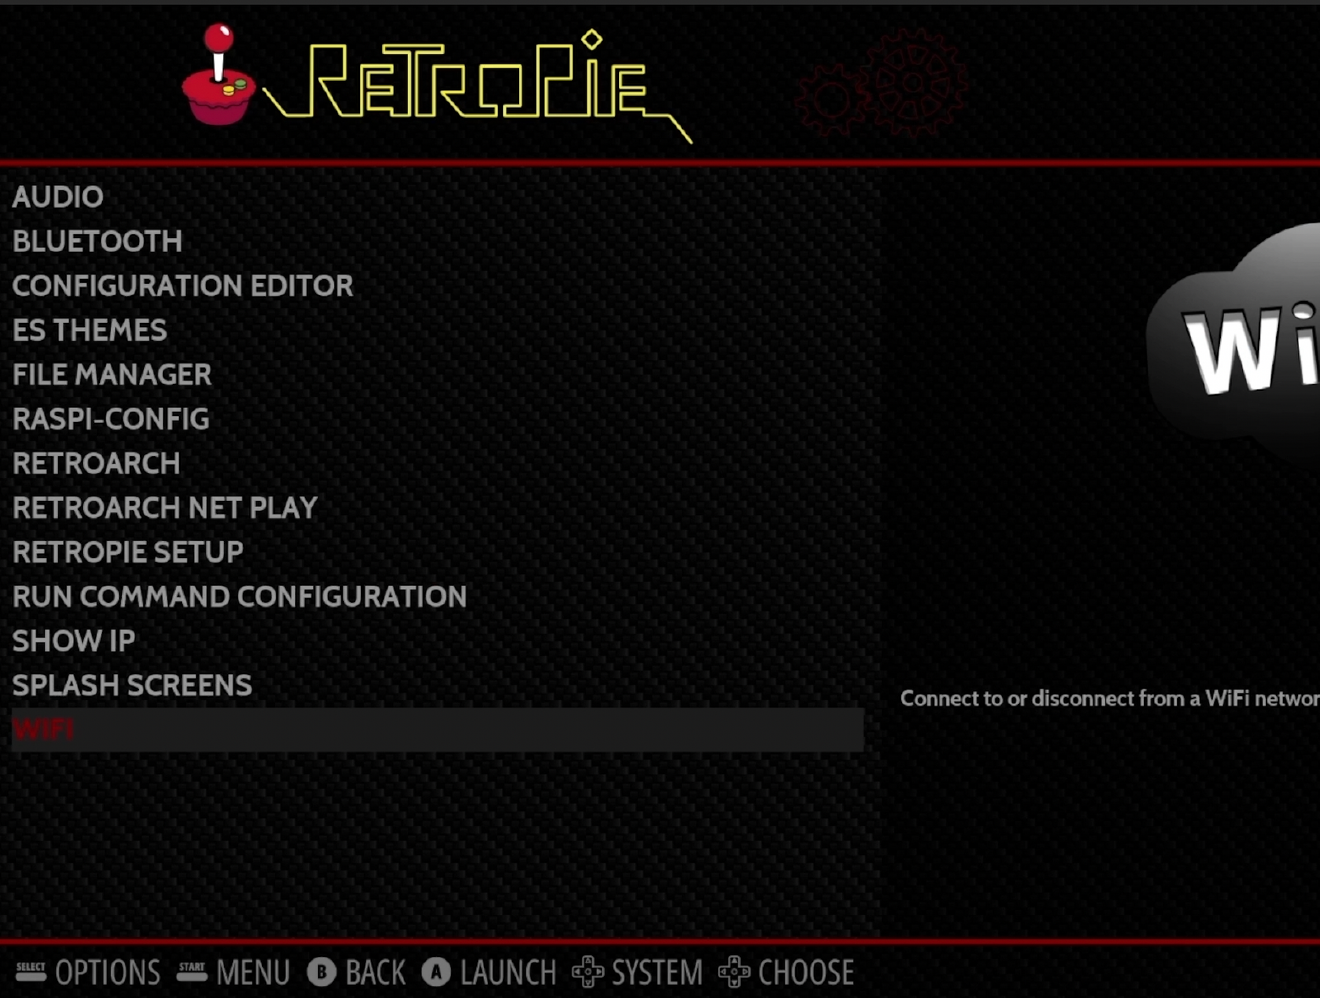 RETROPIE
AUDIO
BLUETOOTH
CONFIGURATION EDITOR
ES THEMES
FILE MANAGER
RASPI-CONFIG
RETROARCH
RETROARCH NET PLAY
RETROPIE SETUP
RUN COMMAND CONFIGURATION
SHOW IP
SPLASH SCREENS
WIFI
Wi
Connect to or disconnect from a WiFi networ
SELECT OPTIONS START MENU B BACK A LAUNCH SYSTEM CHOOSE